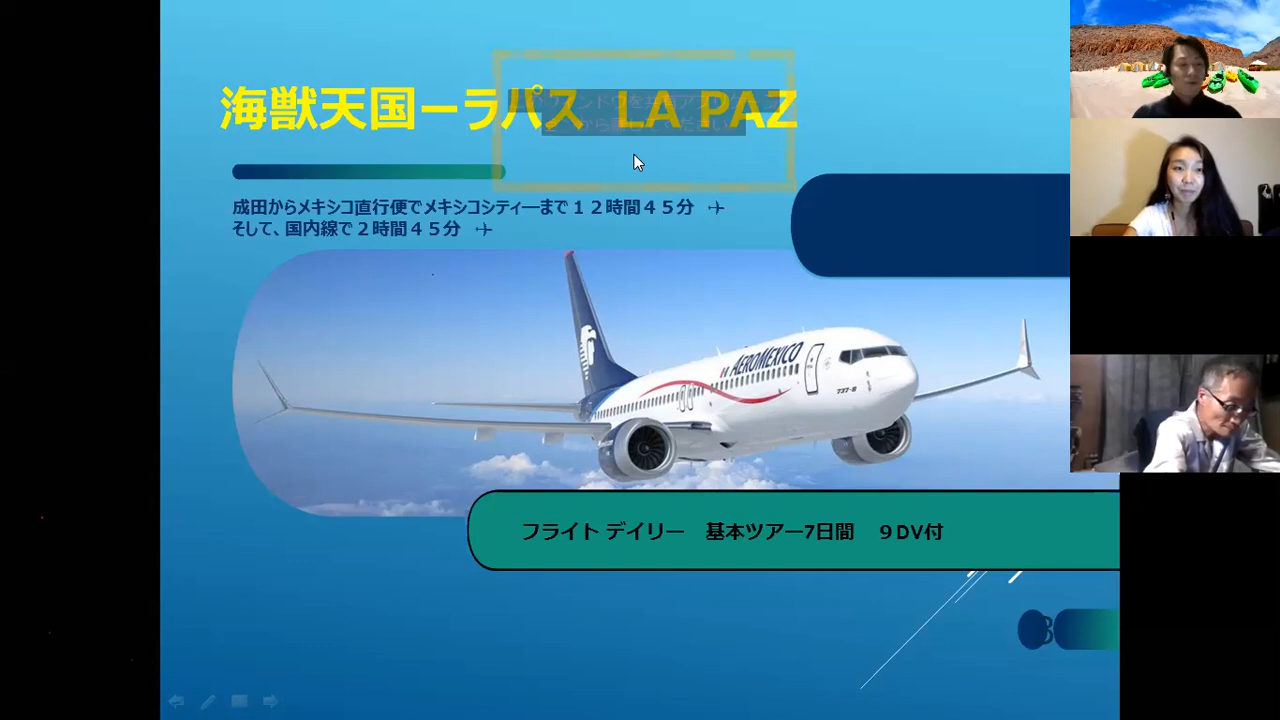 海獣天国ーラパス LA PAZ
成田からメキシコ直行便でメキシコシティーまで１２時間４５分 ✈
そして、国内線で２時間４５分 ✈
AEROMEXICO
737-8
フライト デイリー 基本ツアー7日間 ９DV付
3